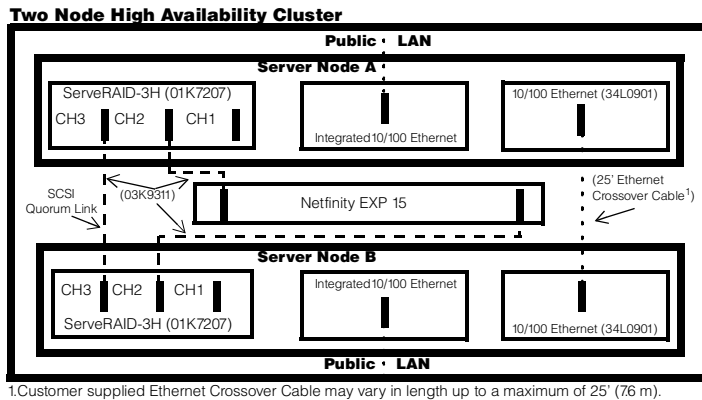 Two Node High Availability Cluster
Public LAN
Server Node A
ServeRAID-3H (01K7207)
CH3 CH2 CH1
Integrated10/100 Ethernet
10/100 Ethernet (34L0901)
SCSI
Quorum Link
(03K9311)
Netfinity EXP 15
(25' Ethernet
Crossover Cable1)
Server Node B
CH3 CH2 CH1
ServeRAID-3H (01K7207)
Integrated10/100 Ethernet
10/100 Ethernet (34L0901)
Public LAN
1.Customer supplied Ethernet Crossover Cable may vary in length up to a maximum of 25' (7.6 m).